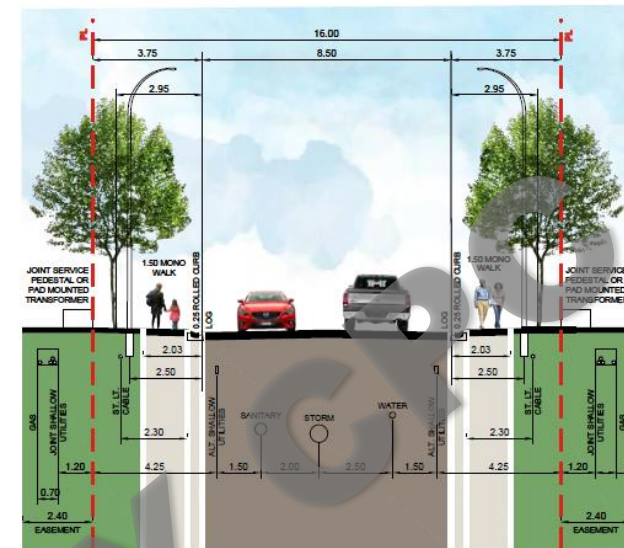 16.00
PL
PL
3.75
8.50
3.75
2.95
2.95
JOINT SERVICE
PEDESTAL OR
PAD MOUNTED
TRANSFORMER
1.50 MONO
WALK
0.25 ROLLED CURB
LOG
LOG
0.25 ROLLED CURB
1.50 MONO
WALK
JOINT SERVICE
PEDESTAL OR
PAD MOUNTED
TRANSFORMER
2.03
2.03
2.50
2.50
GAS
JOINT SHALLOW
UTILITIES
ST. LT.
CABLE
ALT. SHALLOW
UTILITIES
SANITARY
STORM
WATER
ALT. SHALLOW
UTILITIES
ST. LT.
CABLE
JOINT SHALLOW
UTILITIES
GAS
2.30
2.30
1.20
4.25
1.50
2.00
2.50
1.50
4.25
1.20
0.70
2.40
EASEMENT
2.40
EASEMENT
CPC